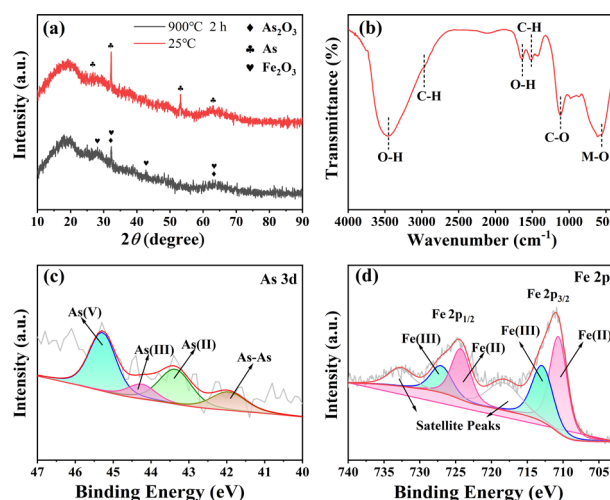 (a)
900℃ 2 h
25℃
♦ As₂O₃
♣ As
♥ Fe₂O₃
Intensity (a.u.)
10 20 30 40 50 60 70 80 90
2θ (degree)
(b)
C-H
O-H
C-H
O-H
C-O
M-O
Transmittance (%)
4000 3000 2000 1000 500
Wavenumber (cm⁻¹)
(c)
As 3d
As(V)
As(III)
As(II)
As-As
Intensity (a.u.)
47 46 45 44 43 42 41 40
Binding Energy (eV)
(d)
Fe 2p
Fe 2p₁/₂
Fe 2p₃/₂
Fe(III)
Fe(II)
Fe(III)
Fe(II)
Satellite Peaks
Intensity (a.u.)
740 735 730 725 720 715 710 705
Binding Energy (eV)